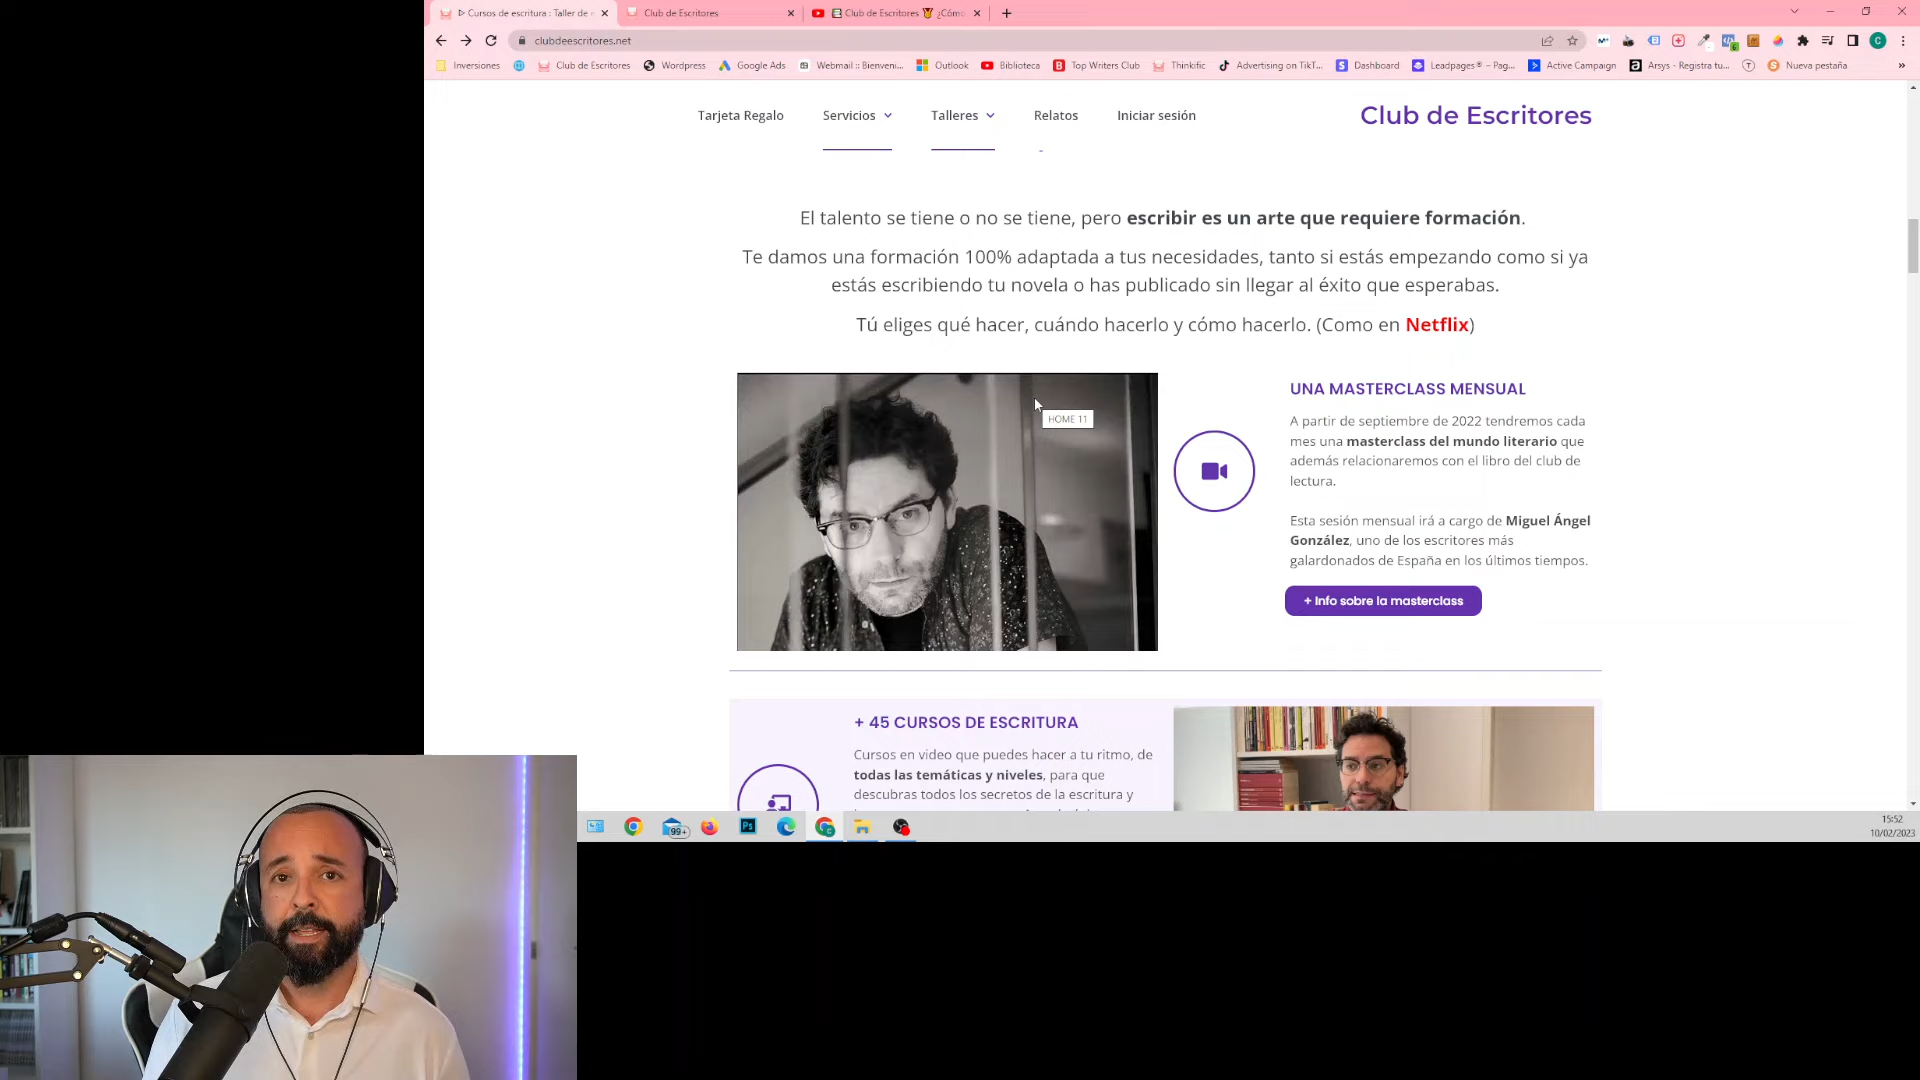 ▷ Cursos de escritura : Taller de e
Club de Escritores
Club de Escritores 🏅 ¿Cómo
clubdeescritores.net
Inversiones
Club de Escritores
Wordpress
Google Ads
Webmail :: Bienveni...
Outlook
Biblioteca
Top Writers Club
Thinkific
Advertising on TikT...
Dashboard
Leadpages® – Pag...
Active Campaign
Arsys - Registra tu...
Nueva pestaña
»
Tarjeta Regalo
Servicios
Talleres
Relatos
Iniciar sesión
Club de Escritores
El talento se tiene o no se tiene, pero escribir es un arte que requiere formación.
Te damos una formación 100% adaptada a tus necesidades, tanto si estás empezando como si ya
estás escribiendo tu novela o has publicado sin llegar al éxito que esperabas.
Tú eliges qué hacer, cuándo hacerlo y cómo hacerlo. (Como en Netflix)
HOME 11
UNA MASTERCLASS MENSUAL
A partir de septiembre de 2022 tendremos cada
mes una masterclass del mundo literario que
además relacionaremos con el libro del club de
lectura.
Esta sesión mensual irá a cargo de Miguel Ángel
González, uno de los escritores más
galardonados de España en los últimos tiempos.
+ Info sobre la masterclass
+ 45 CURSOS DE ESCRITURA
Cursos en video que puedes hacer a tu ritmo, de
todas las temáticas y niveles, para que
descubras todos los secretos de la escritura y
99+
Ps
15:52
10/02/2023